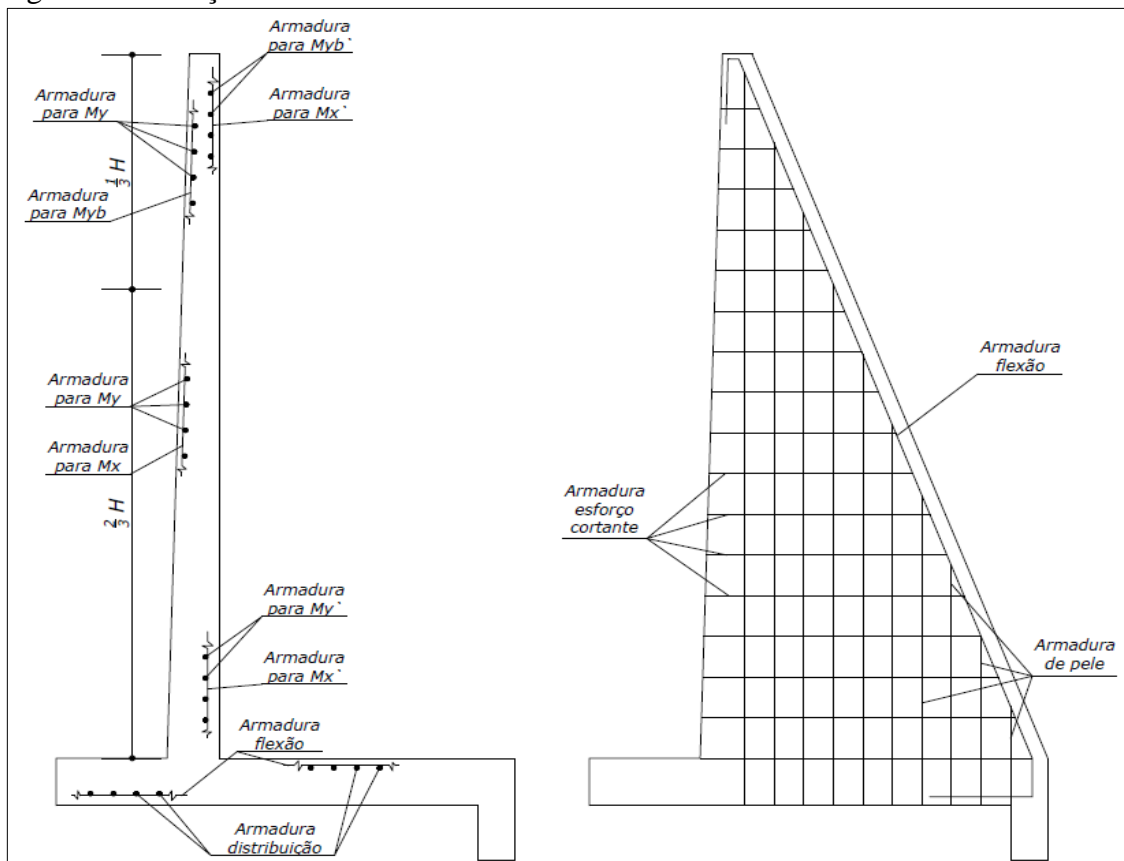 Armadura
para Myb`
Armadura
para My
Armadura
para Mx`
1/3 H
Armadura
para Myb
Armadura
para My
Armadura
para Mx
2/3 H
Armadura
para My`
Armadura
para Mx`
Armadura
flexão
Armadura
distribuição
Armadura
flexão
Armadura
esforço
cortante
Armadura
de pele